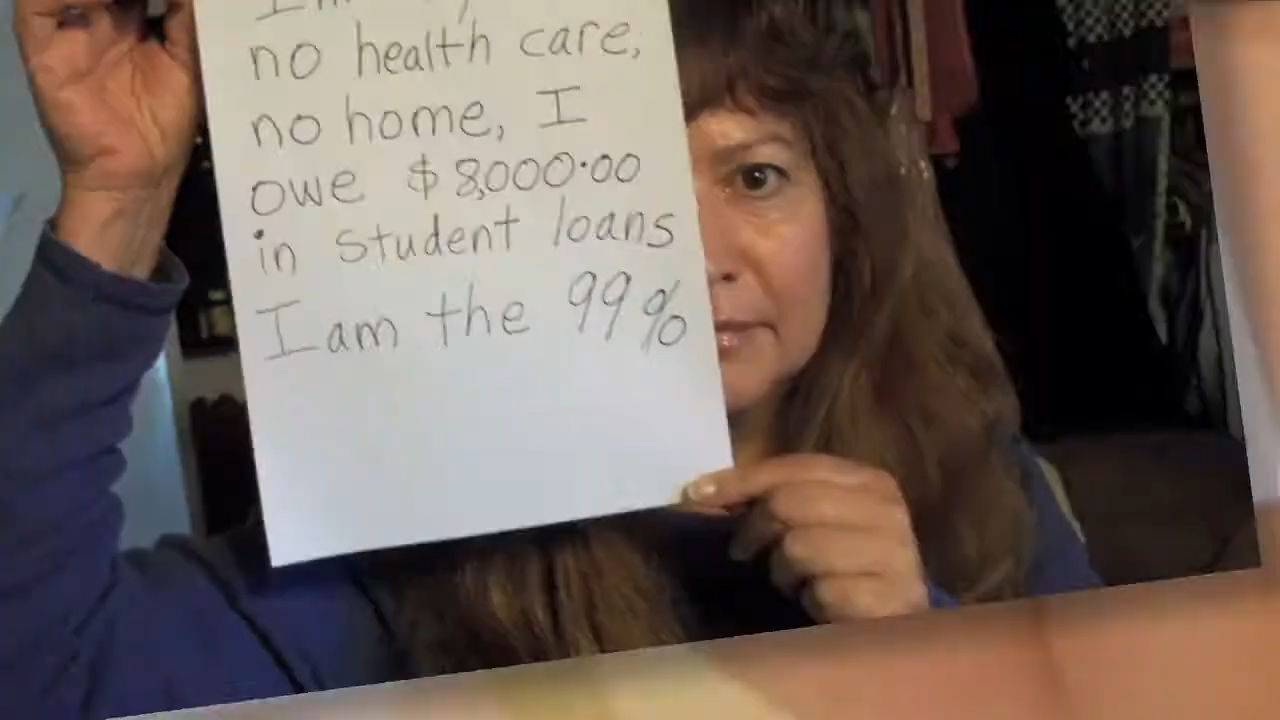 no health care,
no home, I
owe $8,000.00
in student loans
I am the 99%